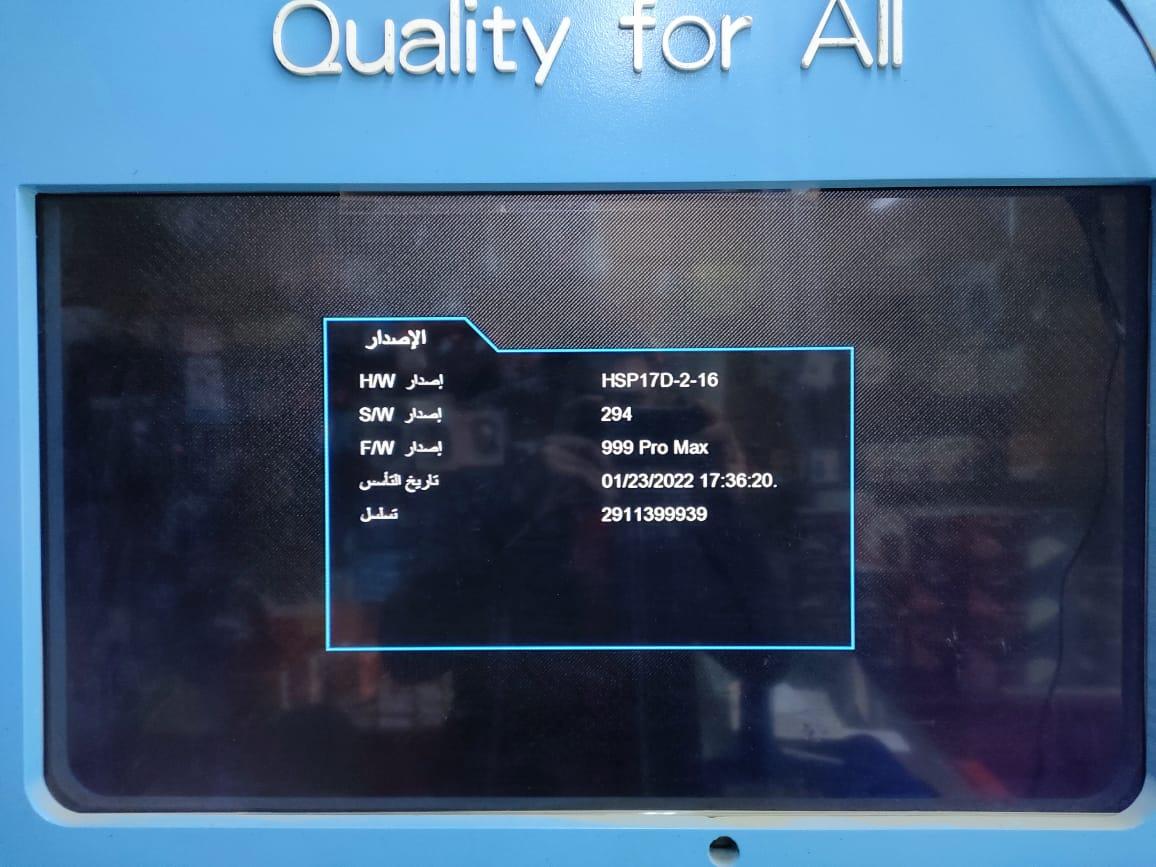 Quality for All
الإصدار
إصدار H/W HSP17D-2-16
إصدار S/W 294
إصدار F/W 999 Pro Max
تاريخ التأسس 01/23/2022 17:36:20.
تسلسل 2911399939